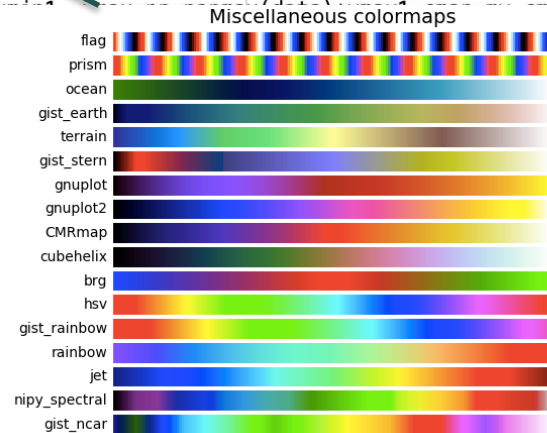 Miscellaneous colormaps
flag
prism
ocean
gist_earth
terrain
gist_stern
gnuplot
gnuplot2
CMRmap
cubehelix
brg
hsv
gist_rainbow
rainbow
jet
nipy_spectral
gist_ncar